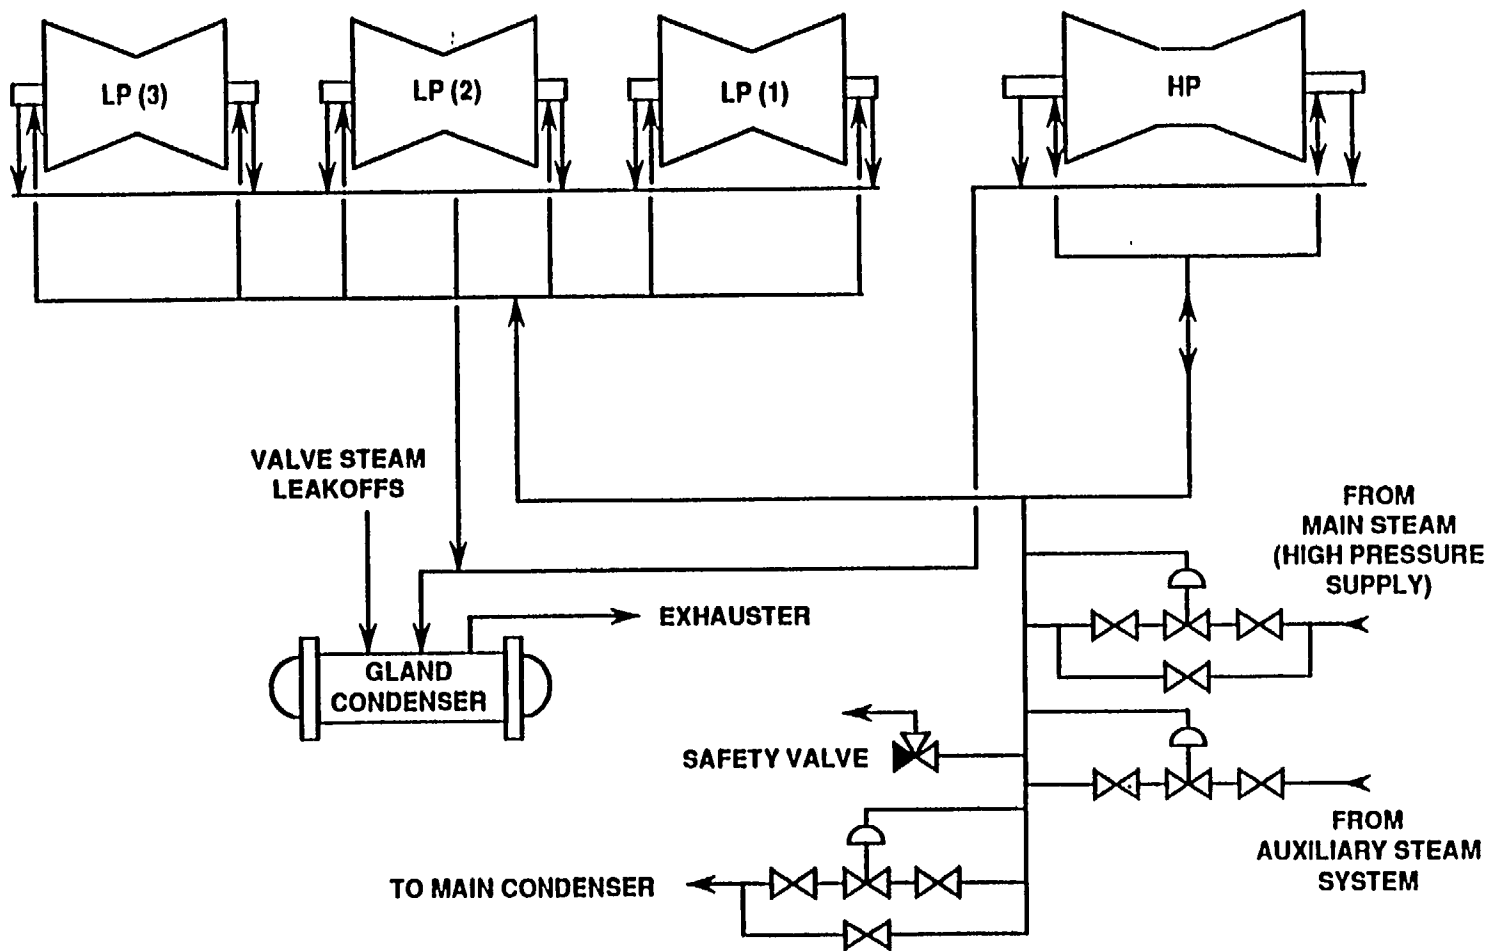 LP (3)
LP (2)
LP (1)
HP
VALVE STEAM
LEAKOFFS
FROM
MAIN STEAM
(HIGH PRESSURE
SUPPLY)
EXHAUSTER
GLAND
CONDENSER
SAFETY VALVE
FROM
AUXILIARY STEAM
SYSTEM
TO MAIN CONDENSER